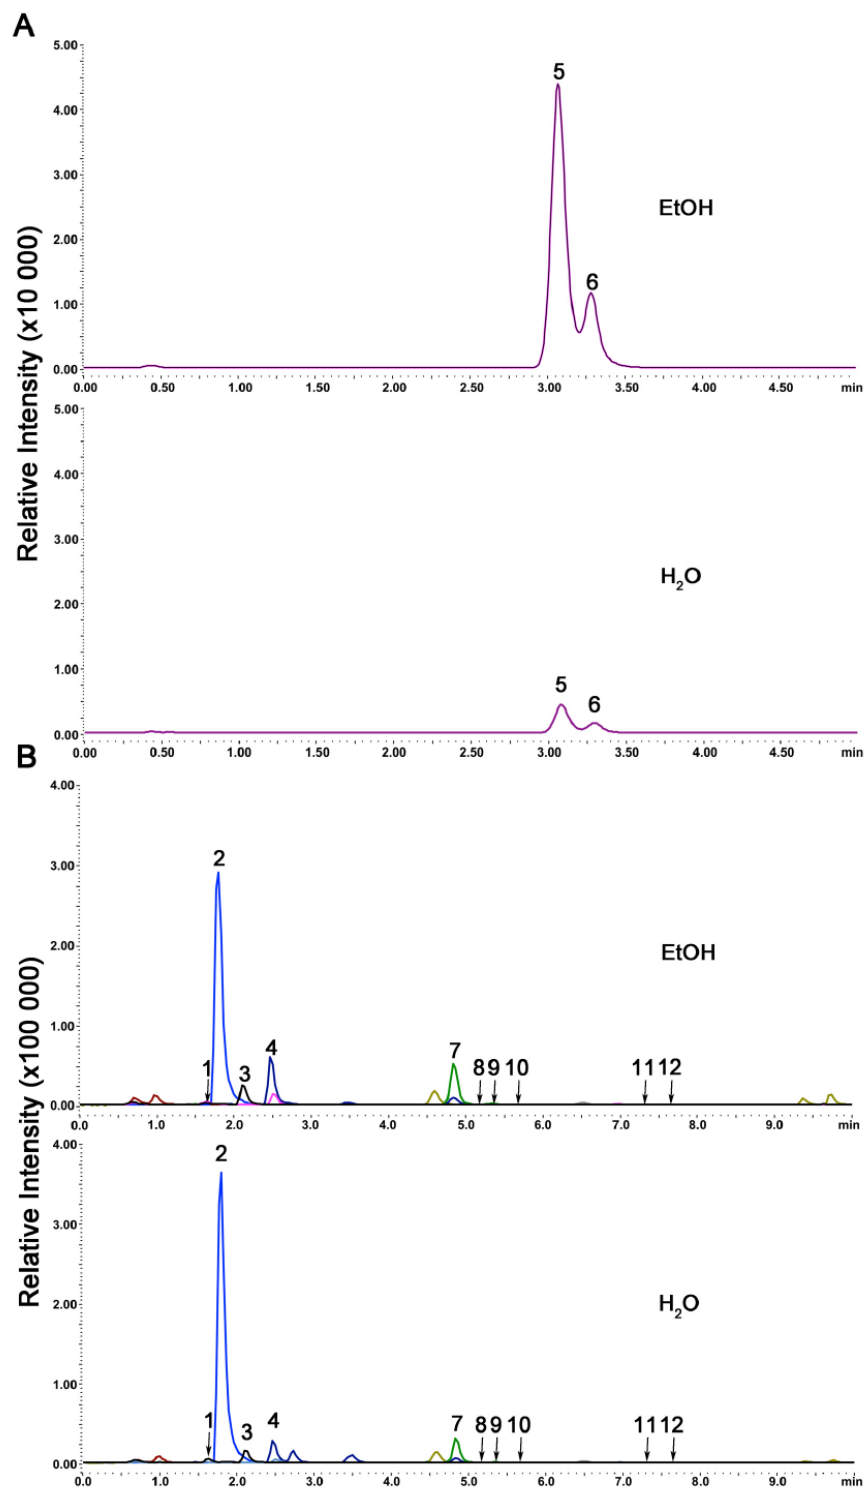 A
Relative Intensity (x10 000)
5.00
4.00
3.00
2.00
1.00
0.00
5
6
EtOH
0.00 0.50 1.00 1.50 2.00 2.50 3.00 3.50 4.00 4.50 min
5.00
4.00
3.00
2.00
1.00
0.00
5
6
H₂O
0.00 0.50 1.00 1.50 2.00 2.50 3.00 3.50 4.00 4.50 min
B
Relative Intensity (x100 000)
4.00
3.00
2.00
1.00
0.00
2
EtOH
1 3 4 7 8 9 10 11 12
0.0 1.0 2.0 3.0 4.0 5.0 6.0 7.0 8.0 9.0 min
4.00
3.00
2.00
1.00
0.00
2
H₂O
1 3 4 7 8 9 10 11 12
0.0 1.0 2.0 3.0 4.0 5.0 6.0 7.0 8.0 9.0 min